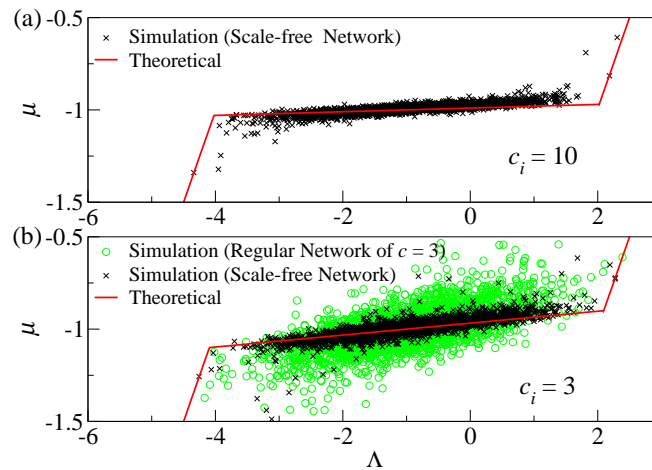 (a)
-0.5
× Simulation (Scale-free Network)
Theoretical
μ
-1
c_i = 10
-1.5
-6 -4 -2 0 2
(b)
-0.5
○ Simulation (Regular Network of c = 3)
× Simulation (Scale-free Network)
Theoretical
μ
-1
c_i = 3
-1.5
-6 -4 -2 0 2
Λ